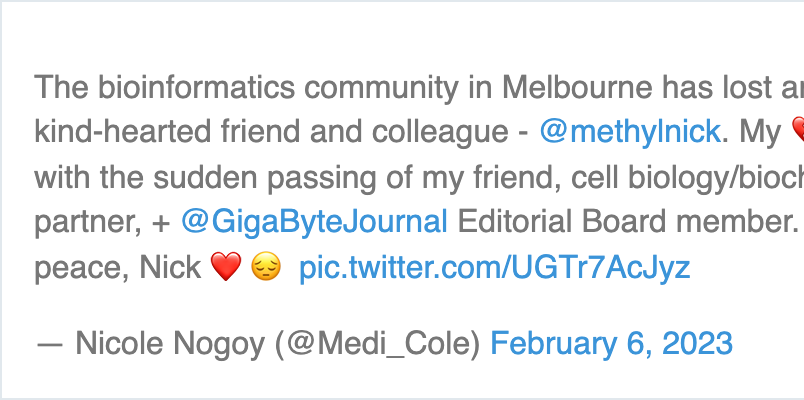 The bioinformatics community in Melbourne has lost
kind-hearted friend and colleague - @methylnick. My
with the sudden passing of my friend, cell
partner, + @GigaByteJournal Editorial Board member.
peace, Nick ❤️ 😔 pic.twitter.com/UGTr7AcJyz
— Nicole Nogoy (@Medi_Cole) February 6, 2023